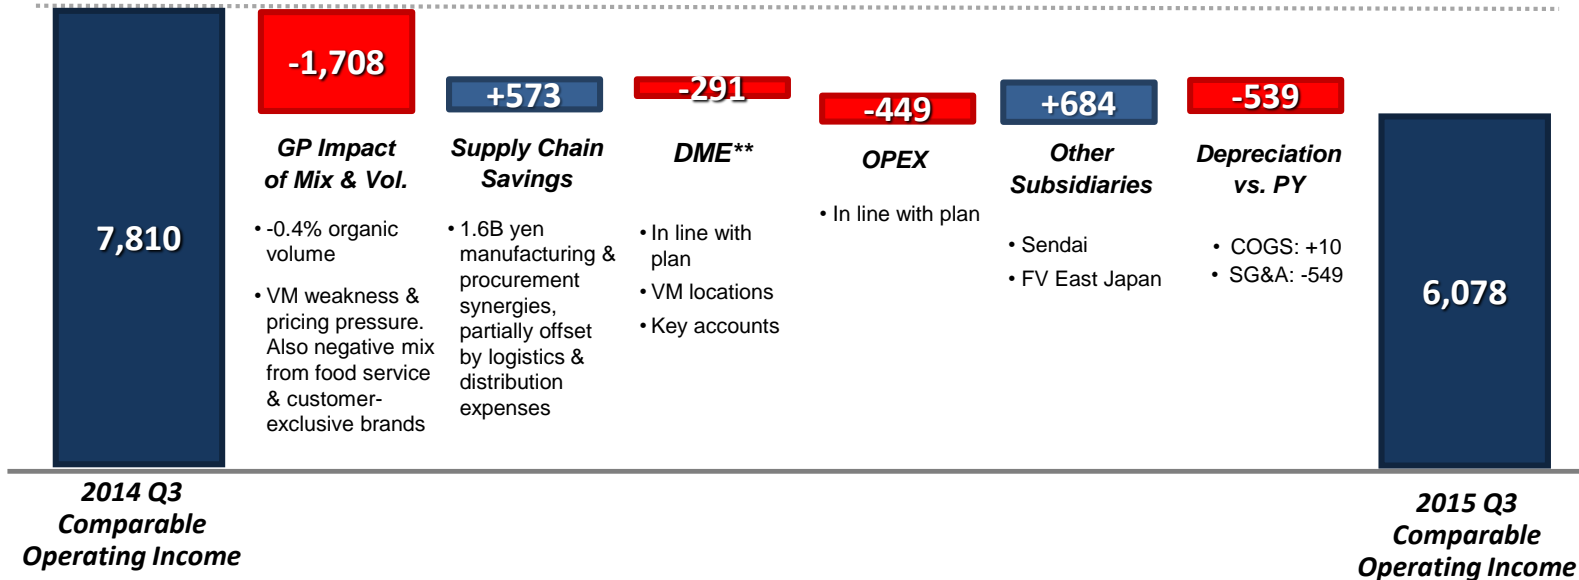 7,810
2014 Q3
Comparable
Operating Income
-1,708
GP Impact
of Mix & Vol.
• -0.4% organic
volume
• VM weakness &
pricing pressure.
Also negative mix
from food service
& customer-
exclusive brands
+573
Supply Chain
Savings
• 1.6B yen
manufacturing &
procurement
synergies,
partially offset
by logistics &
distribution
expenses
-291
DME**
• In line with
plan
• VM locations
• Key accounts
-449
OPEX
• In line with plan
+684
Other
Subsidiaries
• Sendai
• FV East Japan
-539
Depreciation
vs. PY
• COGS: +10
• SG&A: -549
6,078
2015 Q3
Comparable
Operating Income